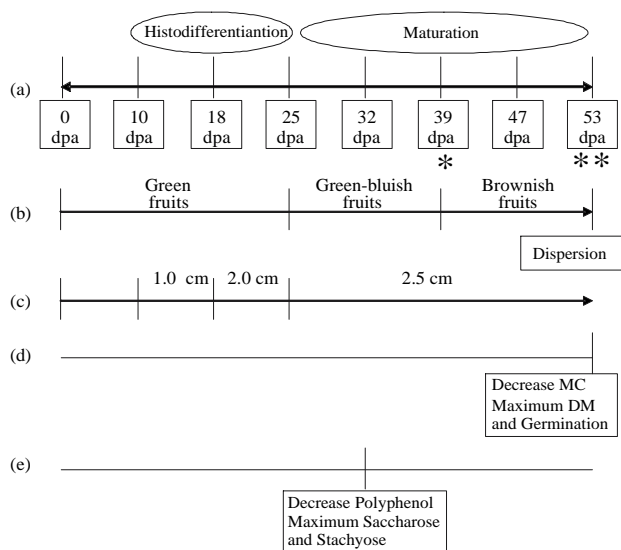 Histodifferentiantion Maturation
(a)
0 10 18 25 32 39 47 53
dpa dpa dpa dpa dpa dpa dpa dpa
* **
Green Green-bluish Brownish
fruits fruits fruits
(b)
Dispersion
1.0 cm 2.0 cm 2.5 cm
(c)
(d)
Decrease MC
Maximum DM
and Germination
(e)
Decrease Polyphenol
Maximum Saccharose
and Stachyose